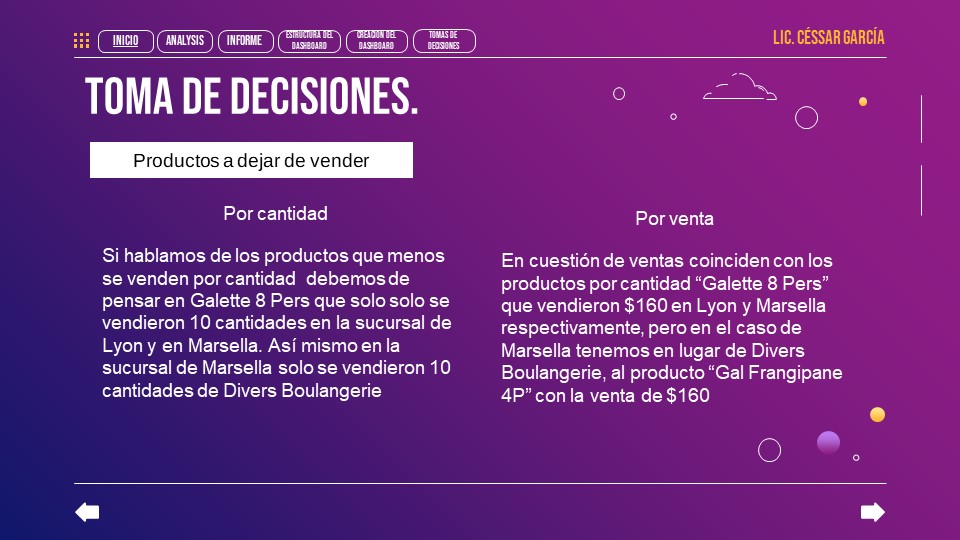 INICIO
ANALYSIS
INFORME
ESTRUCTURA DEL
DASHBOARD
CREACION DEL
DASHBOARD
TOMAS DE
DECISIONES
LIC. CÉSSAR GARCÍA
TOMA DE DECISIONES.
Productos a dejar de vender
Por cantidad
Si hablamos de los productos que menos
se venden por cantidad debemos de
pensar en Galette 8 Pers que solo solo se
vendieron 10 cantidades en la sucursal de
Lyon y en Marsella. Así mismo en la
sucursal de Marsella solo se vendieron 10
cantidades de Divers Boulangerie
Por venta
En cuestión de ventas coinciden con los
productos por cantidad “Galette 8 Pers”
que vendieron $160 en Lyon y Marsella
respectivamente, pero en el caso de
Marsella tenemos en lugar de Divers
Boulangerie, al producto “Gal Frangipane
4P” con la venta de $160